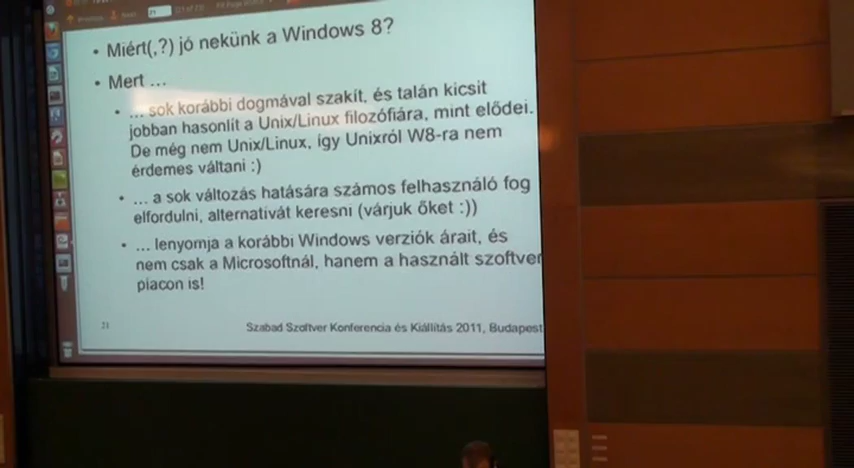 • Miért(,?) jó nekünk a Windows 8?
• Mert ...
• ... sok korábbi dogmával szakít, és talán kicsit
jobban hasonlít a Unix/Linux filozófiára, mint elődei.
De még nem Unix/Linux, így Unixról W8-ra nem
érdemes váltani :)
• ... a sok változás hatására számos felhasználó fog
elfordulni, alternatívát keresni (várjuk őket :))
• ... lenyomja a korábbi Windows verziók árait, és
nem csak a Microsoftnál, hanem a használt szoftver
piacon is!
21
Szabad Szoftver Konferencia és Kiállítás 2011, Budapest